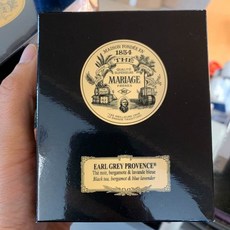 MAISON FONDÉE EN
1854
THÉ
MARIAGE
FRÈRES
EARL GREY PROVENCE®
Thé noir, bergamote & lavande bleue
Black tea, bergamot & blue lavender